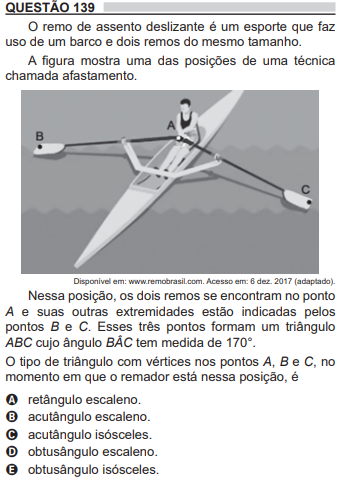 QUESTÃO 139
O remo de assento deslizante é um esporte que faz
uso de um barco e dois remos do mesmo tamanho.
A figura mostra uma das posições de uma técnica
chamada afastamento.
A
B
C
Disponível em: www.remobrasil.com. Acesso em: 6 dez. 2017 (adaptado).
Nessa posição, os dois remos se encontram no ponto
A e suas outras extremidades estão indicadas pelos
pontos B e C. Esses três pontos formam um triângulo
ABC cujo ângulo BÂC tem medida de 170°.
O tipo de triângulo com vértices nos pontos A, B e C, no
momento em que o remador está nessa posição, é
A retângulo escaleno.
B acutângulo escaleno.
C acutângulo isósceles.
D obtusângulo escaleno.
E obtusângulo isósceles.